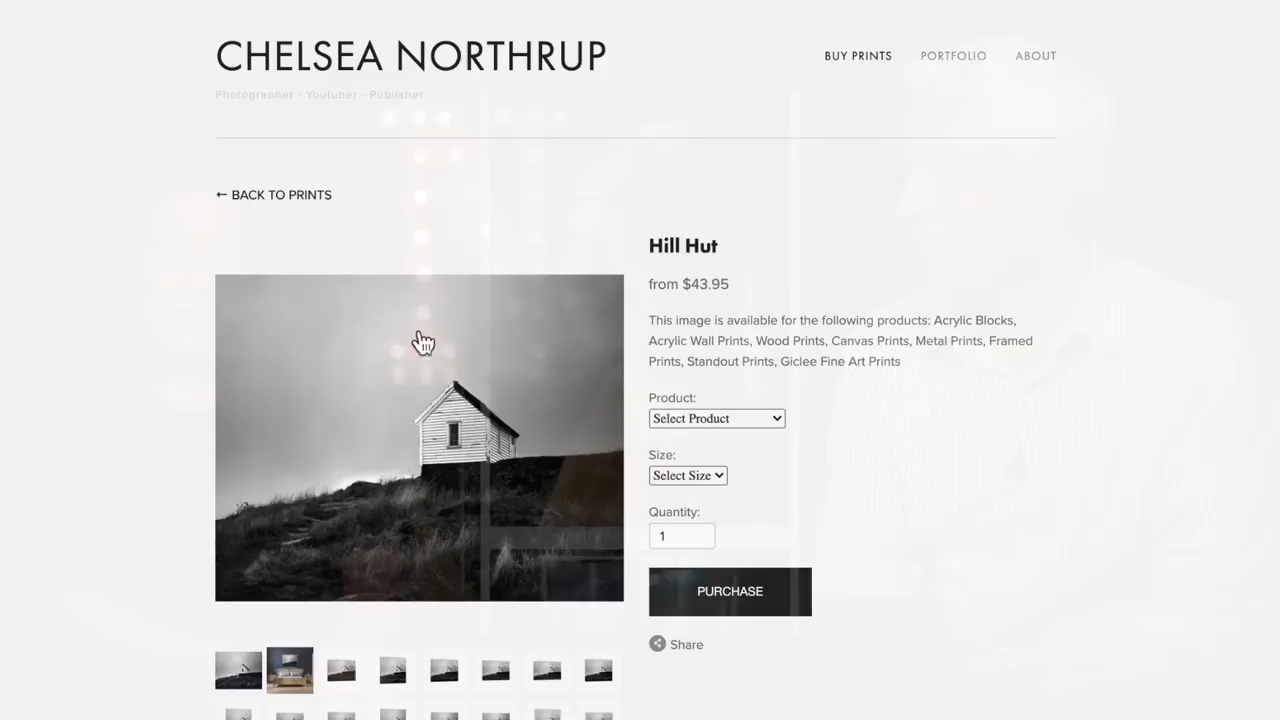 CHELSEA NORTHRUP
BUY PRINTS PORTFOLIO ABOUT
Photographer - Youtuber - Publisher
← BACK TO PRINTS
Hill Hut
from $43.95
This image is available for the following products: Acrylic Blocks,
Acrylic Wall Prints, Wood Prints, Canvas Prints, Metal Prints, Framed
Prints, Standout Prints, Giclee Fine Art Prints
Product:
Select Product
Size:
Select Size
Quantity:
1
PURCHASE
Share